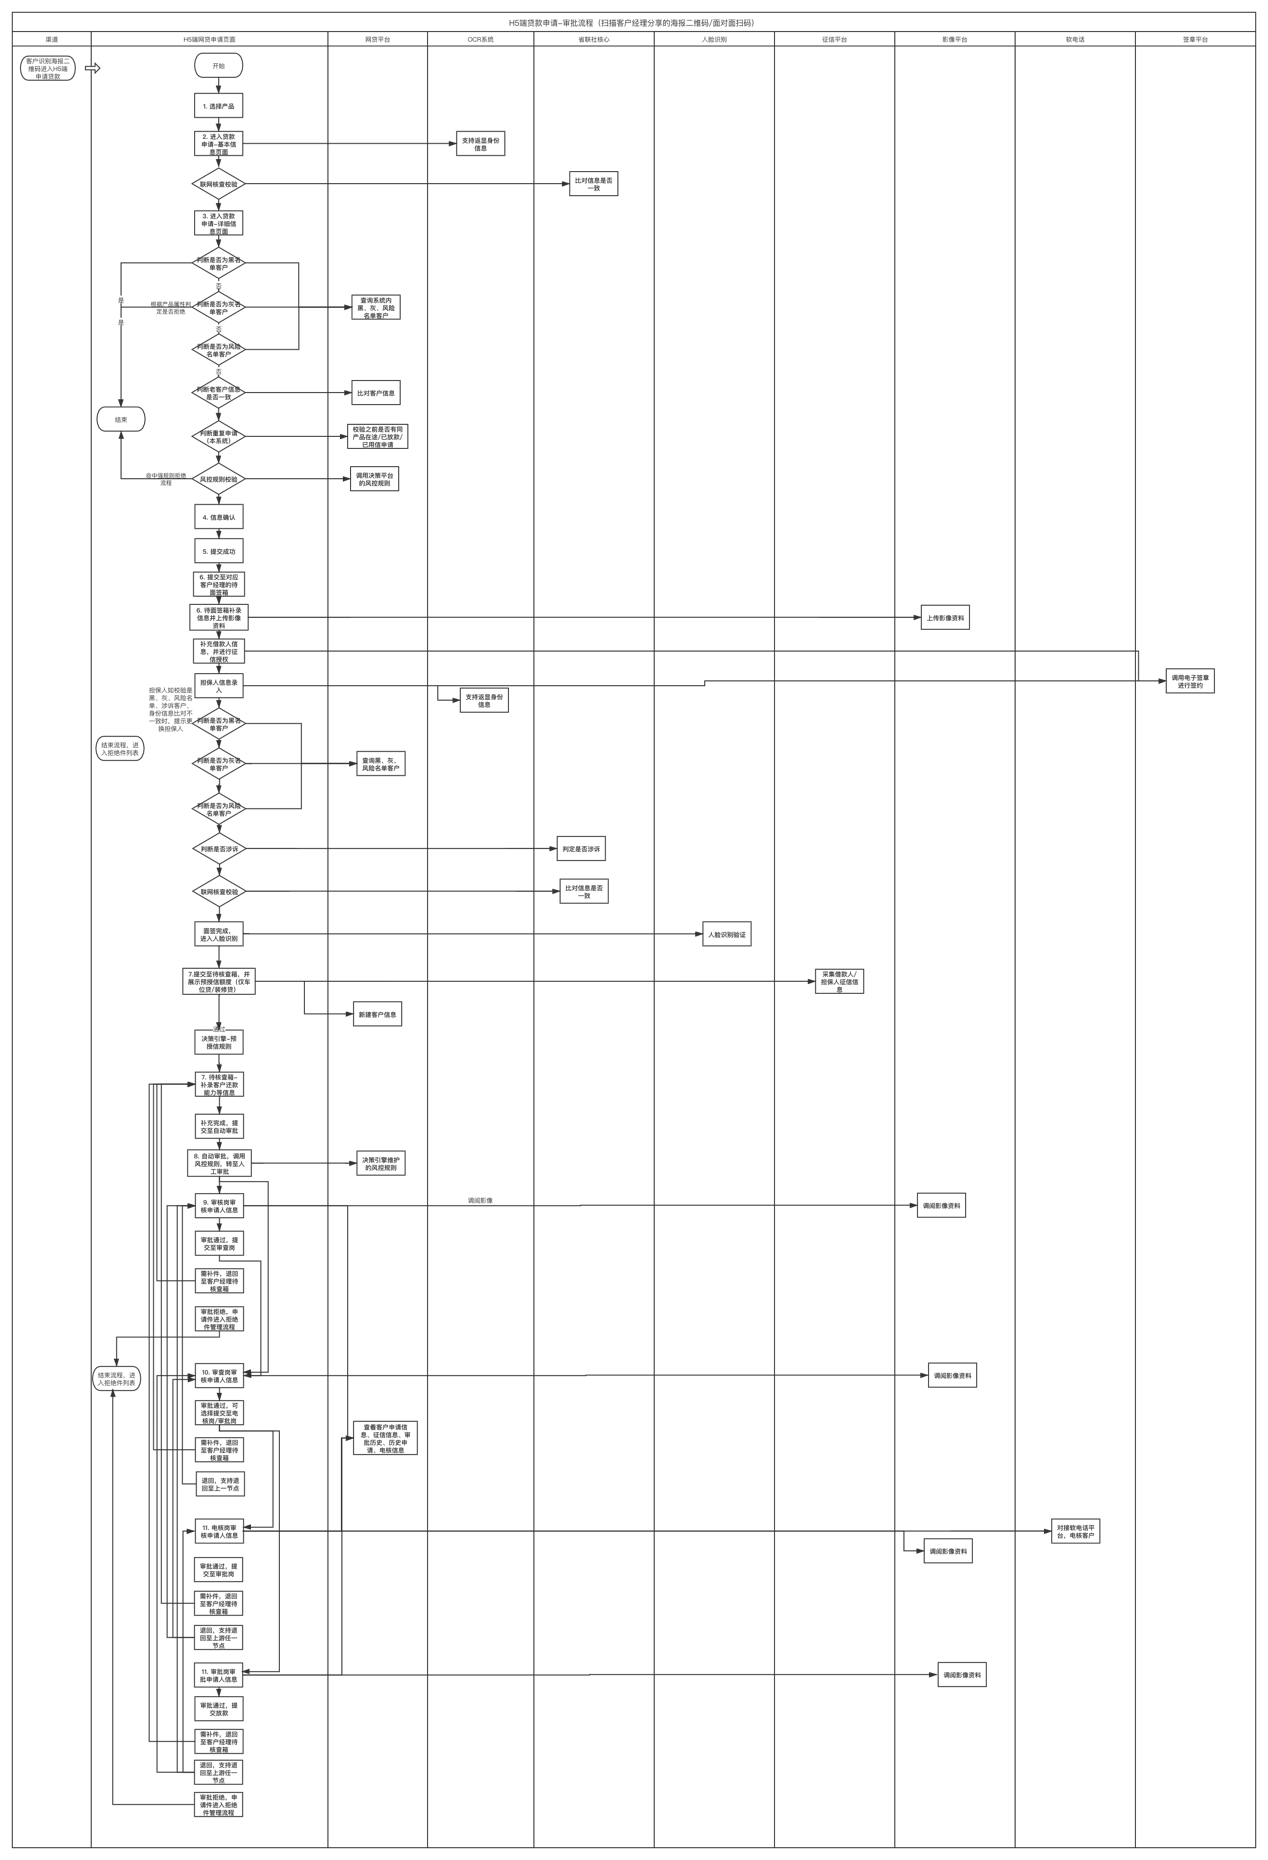 H5端贷款申请-审批流程（扫描客户经理分享的海报二维码/面对面扫码）
渠道
H5端网贷申请页面
网贷平台
OCR系统
省联社核心
人脸识别
征信平台
影像平台
软电话
签章平台
客户识别海报二
维码进入H5端
申请贷款
开始
1. 选择产品
2. 进入贷款
申请-基本信
息页面
支持返显身份
信息
联网核查校验
比对信息是否
一致
3. 进入贷款
申请-详细信
息页面
判断是否为黑名
单客户
否
是
根据产品属性判
定是否拒绝
判断是否为灰名
单客户
查询系统内
黑、灰、风险
名单客户
是
否
判断是否为风险
名单客户
否
判断老客户信息
是否一致
比对客户信息
结束
判断重复申请
（本系统）
校验之前是否有同
产品在途/已放款/
已用信申请
命中强规则拒绝
流程
风控规则校验
调用决策平台
的风控规则
4. 信息确认
5. 提交成功
6. 提交至对应
客户经理的待
面签箱
6. 待面签箱补录
信息并上传影像
资料
上传影像资料
补充借款人信
息，并进行征
信授权
担保人信息录
入
支持返显身份
信息
调用电子签章
进行签约
担保人如校验是
黑、灰、风险名
单、涉诉客户、
身份信息比对不
一致时，提示更
换担保人
判断是否为黑名
单客户
结束流程，进
入拒绝件列表
判断是否为灰名
单客户
查询黑、灰、
风险名单客户
判断是否为风险
名单客户
判断是否涉诉
判定是否涉诉
联网核查校验
比对信息是否
一致
面签完成，
进入人脸识别
人脸识别验证
7.提交至待核查箱，并
展示预授信额度（仅车
位贷/装修贷）
采集借款人/
担保人征信信
息
新建客户信息
通过
决策引擎-预
授信规则
7. 待核查箱-
补录客户还款
能力等信息
补充完成，提
交至自动审批
8. 自动审批，调用
风控规则，转至人
工审批
决策引擎维护
的风控规则
9. 审核岗审
核申请人信息
调阅影像
调阅影像资料
审批通过，提
交至审查岗
需补件，退回
至客户经理待
核查箱
审批拒绝，申
请件进入拒绝
件管理流程
结束流程，进
入拒绝件列表
10. 审查岗审
核申请人信息
调阅影像资料
审批通过，可
选择提交至电
核岗/审批岗
查看客户申请信
息、征信信息、审
批历史、历史申
请、电核信息
需补件，退回
至客户经理待
核查箱
退回，支持退
回至上一节点
11. 电核岗审
核申请人信息
对接软电话平
台，电核客户
调阅影像资料
审批通过，提
交至审批岗
需补件，退回
至客户经理待
核查箱
退回，支持退
回至上游任一
节点
11. 审批岗审
批申请人信息
调阅影像资料
审批通过，提
交放款
需补件，退回
至客户经理待
核查箱
退回，支持退
回至上游任一
节点
审批拒绝，申
请件进入拒绝
件管理流程